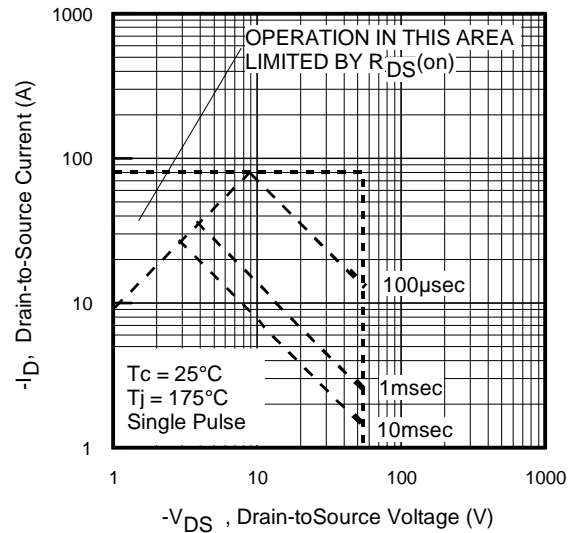 1000
OPERATION IN THIS AREA
LIMITED BY RDS(on)
100
10
1
100µsec
1msec
10msec
Tc = 25°C
Tj = 175°C
Single Pulse
1 10 100 1000
-VDS , Drain-toSource Voltage (V)
-ID, Drain-to-Source Current (A)